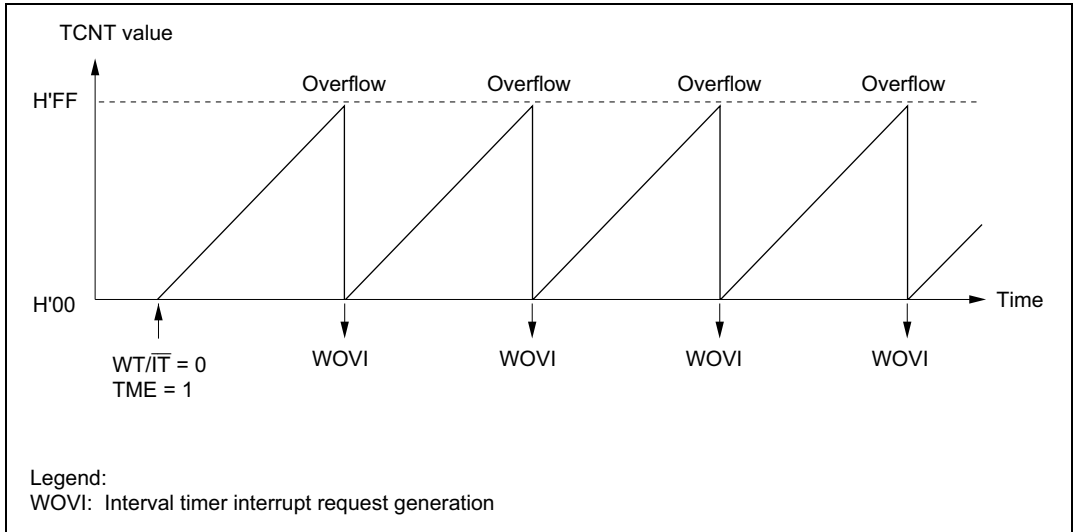 TCNT value
Overflow Overflow Overflow Overflow
H'FF
H'00
Time
WT/I̅T̅ = 0
TME = 1
WOVI WOVI WOVI WOVI
Legend:
WOVI: Interval timer interrupt request generation